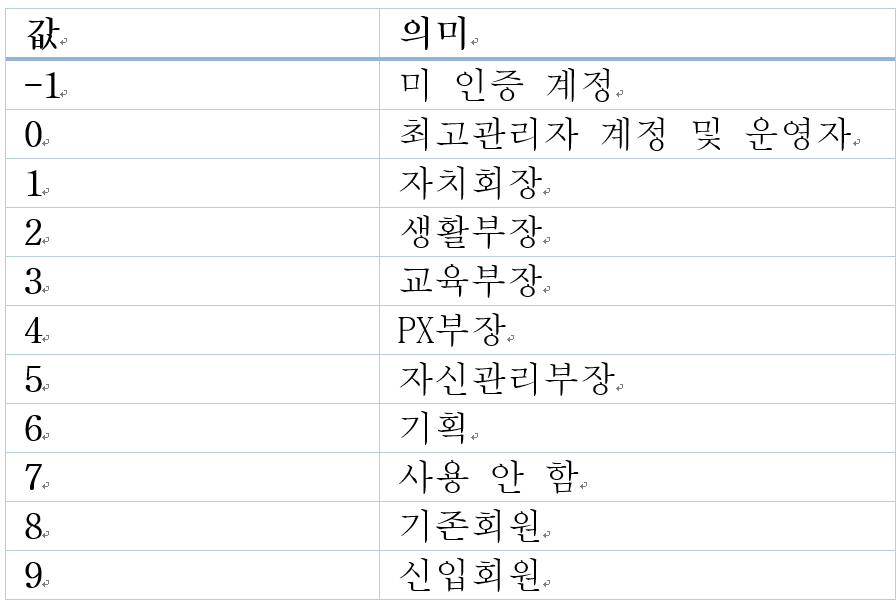 값 의미
-1 미 인증 계정
0 최고관리자 계정 및 운영자
1 자치회장
2 생활부장
3 교육부장
4 PX부장
5 자신관리부장
6 기획
7 사용 안 함
8 기존회원
9 신입회원